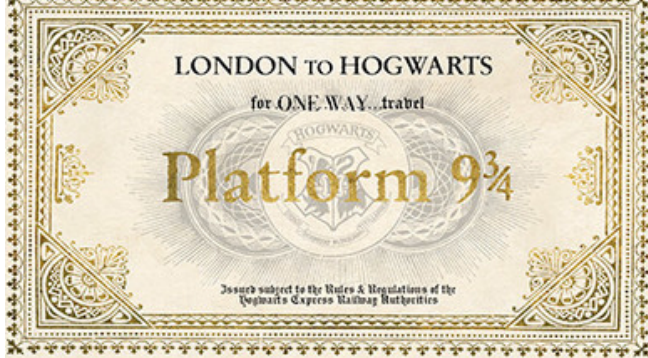 LONDON TO HOGWARTS
for ONE WAY...travel
HOGWARTS
Platform 9¾
Issued subject to the Rules & Regulations of the
Hogwarts Express Railway Authorities